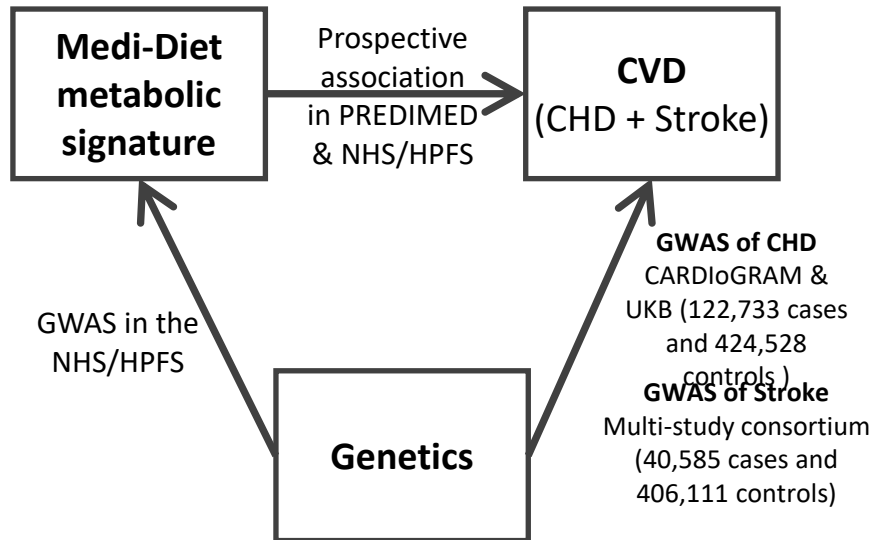 Medi-Diet
metabolic
signature
Prospective
association
in PREDIMED
& NHS/HPFS
CVD
(CHD + Stroke)
GWAS in the
NHS/HPFS
Genetics
GWAS of CHD
CARDIoGRAM &
UKB (122,733 cases
and 424,528
controls )
GWAS of Stroke
Multi-study consortium
(40,585 cases and
406,111 controls)